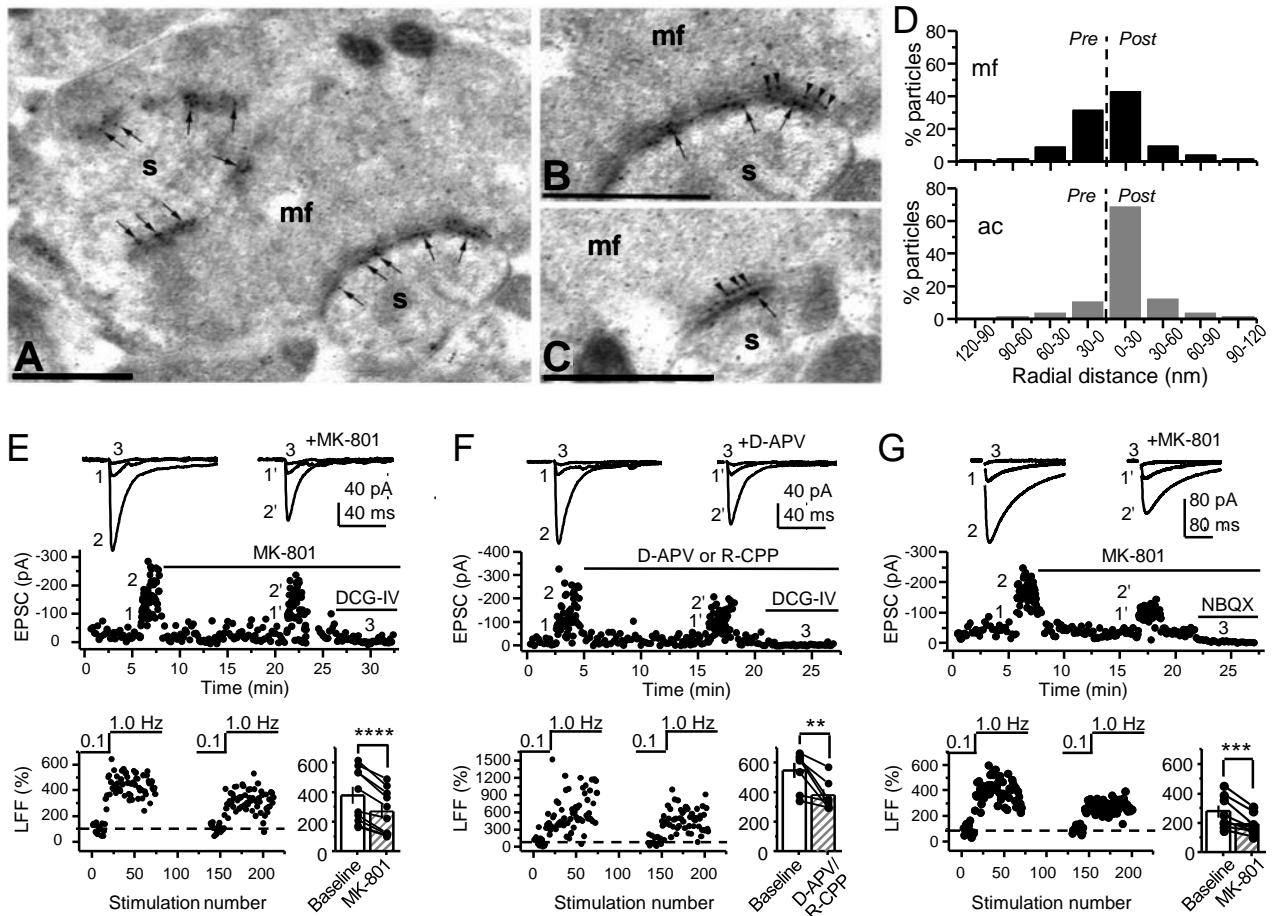 A
s
mf
s
B
mf
s
C
mf
s
D
% particles
80
60
40
20
0
mf
Pre
Post
% particles
80
60
40
20
0
ac
Pre
Post
120-90
90-60
60-30
30-0
0-30
30-60
60-90
90-120
Radial distance (nm)
E
3
1
2
+MK-801
3
1'
2'
40 pA
40 ms
EPSC (pA)
-300
-200
-100
0
MK-801
2
1
2'
1'
DCG-IV
3
0 5 10 15 20 25 30
Time (min)
1.0 Hz
0.1
1.0 Hz
0.1
LFF (%)
600
400
200
0
0 50 100 150 200
Stimulation number
****
600
400
200
0
Baseline
MK-801
F
3
1
2
+D-APV
3
1'
2'
40 pA
40 ms
EPSC (pA)
-400
-300
-200
-100
0
D-APV or R-CPP
2
1
2'
1'
DCG-IV
3
0 5 10 15 20 25
Time (min)
1.0 Hz
0.1
1.0 Hz
0.1
LFF (%)
1500
1200
900
600
300
0
0 50 100 150 200
Stimulation number
**
600
400
200
0
Baseline
D-APV/
R-CPP
G
3
1
2
+MK-801
3
1'
2'
80 pA
80 ms
EPSC (pA)
-300
-200
-100
0
MK-801
2
1
2'
1'
NBQX
3
0 5 10 15 20 25
Time (min)
1.0 Hz
0.1
1.0 Hz
0.1
LFF (%)
600
400
200
0
0 50 100 150 200
Stimulation number
***
600
400
200
0
Baseline
MK-801